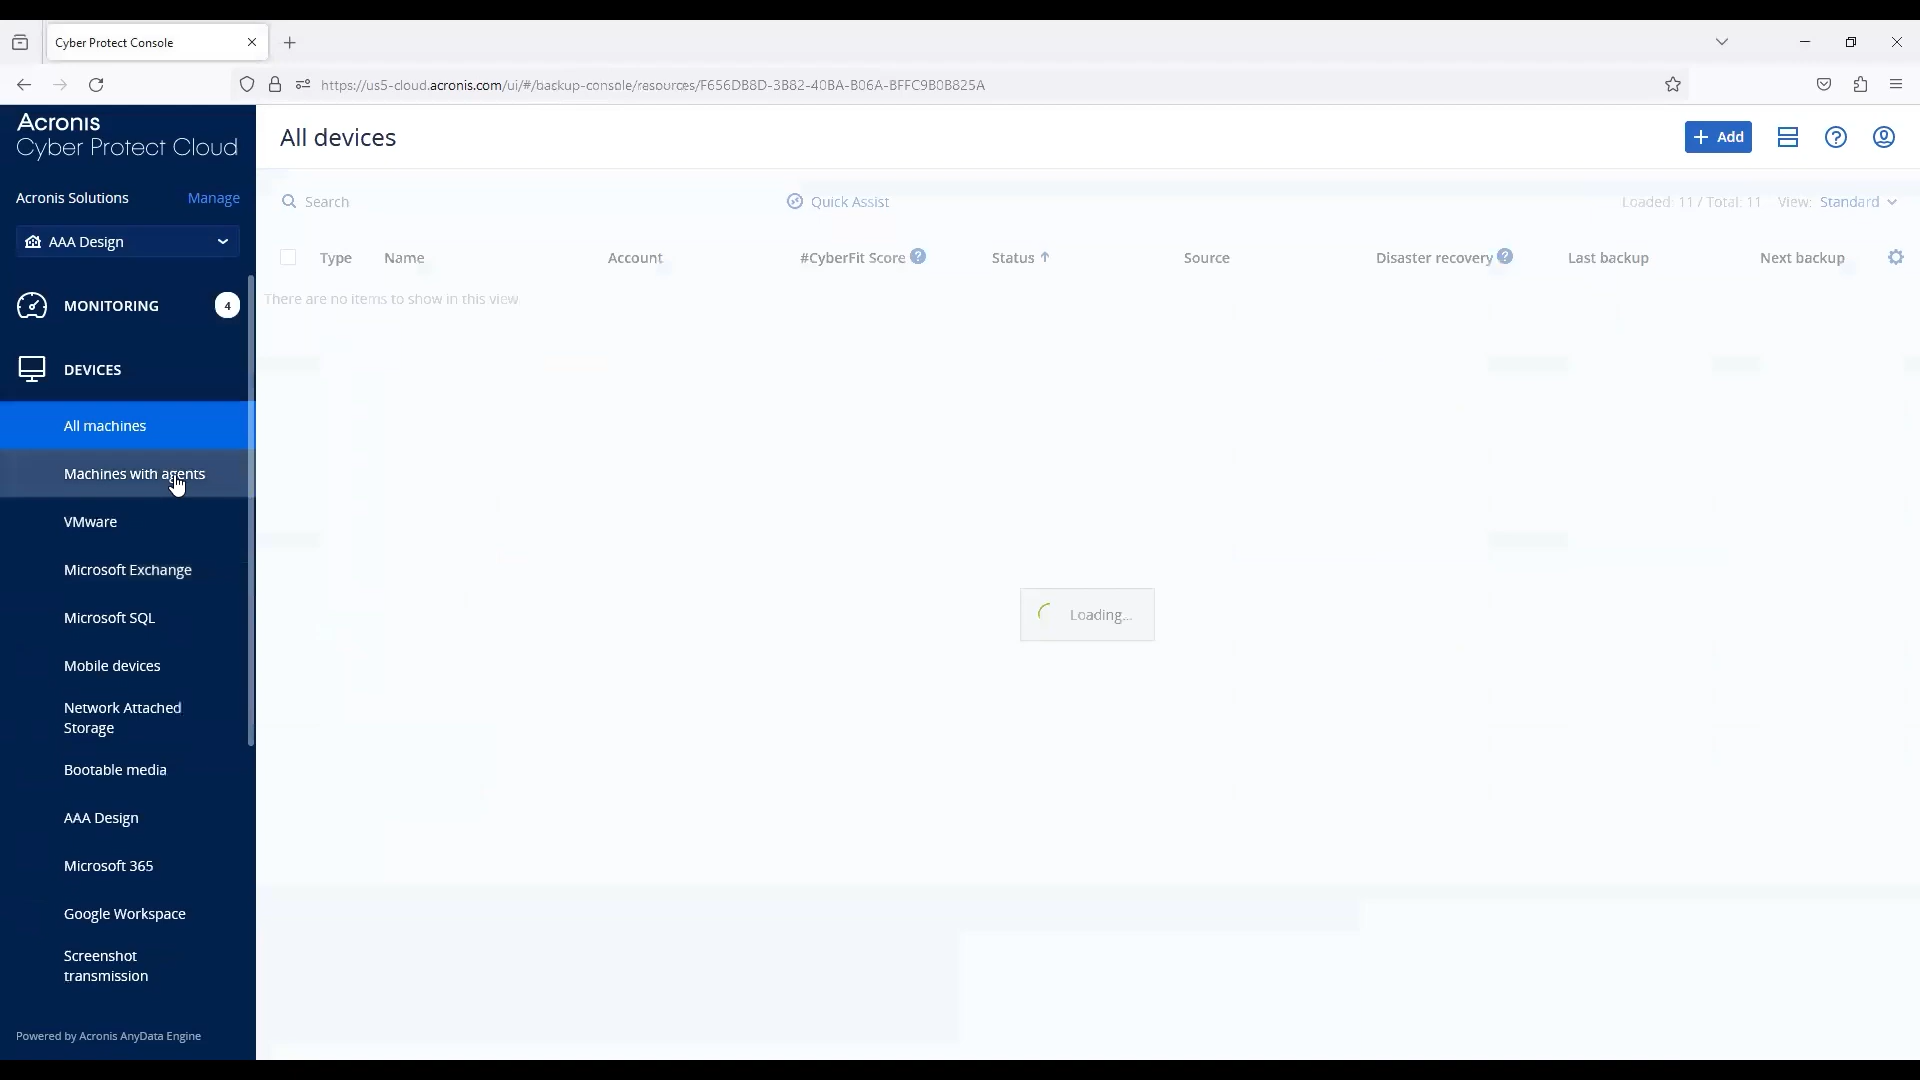 Cyber Protect Console
https://us5-cloud.acronis.com/ui/#/backup-console/resources/F656DB8D-3B82-40BA-B06A-BFFC9B0B825A
Acronis
Cyber Protect Cloud
All devices
Add
Acronis Solutions Manage
Search
Quick Assist
Loaded: 11 / Total: 11 View: Standard
AAA Design
Type Name Account #CyberFit Score Status Source Disaster recovery Last backup Next backup
There are no items to show in this view
MONITORING 4
DEVICES
All machines
Machines with agents
VMware
Microsoft Exchange
Microsoft SQL
Loading...
Mobile devices
Network Attached
Storage
Bootable media
AAA Design
Microsoft 365
Google Workspace
Screenshot
transmission
Powered by Acronis AnyData Engine